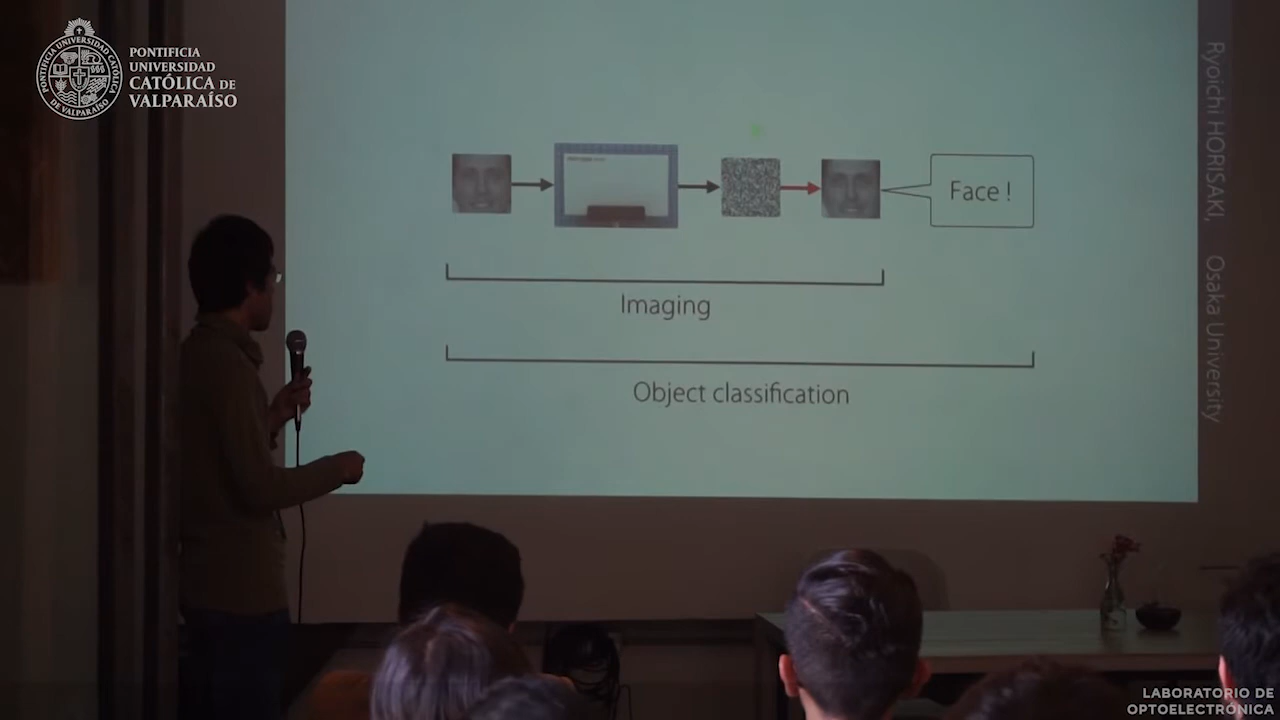 PONTIFICIA
UNIVERSIDAD
CATÓLICA DE
VALPARAÍSO
Face !
Imaging
Object classification
Ryoichi HORISAKI, Osaka University
LABORATORIO DE
OPTOELECTRÓNICA